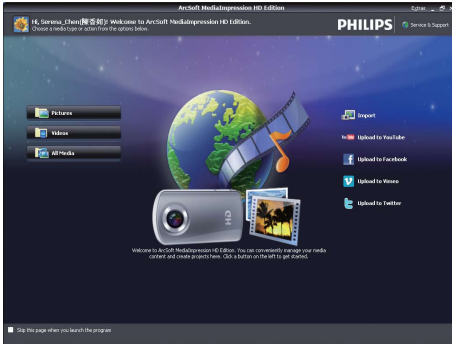 ArcSoft MediaImpression HD Edition
Extras
Hi, Serena_Chen(陳香如)! Welcome to ArcSoft MediaImpression HD Edition.
Choose a media type or action from the options below.
PHILIPS
Service & Support
Pictures
Videos
All Media
Import
Upload to YouTube
Upload to Facebook
Upload to Vimeo
Upload to Twitter
HD
Welcome to ArcSoft MediaImpression HD Edition. You can conveniently manage your media
content and create projects here. Click a button on the left to get started.
Skip this page when you launch the program